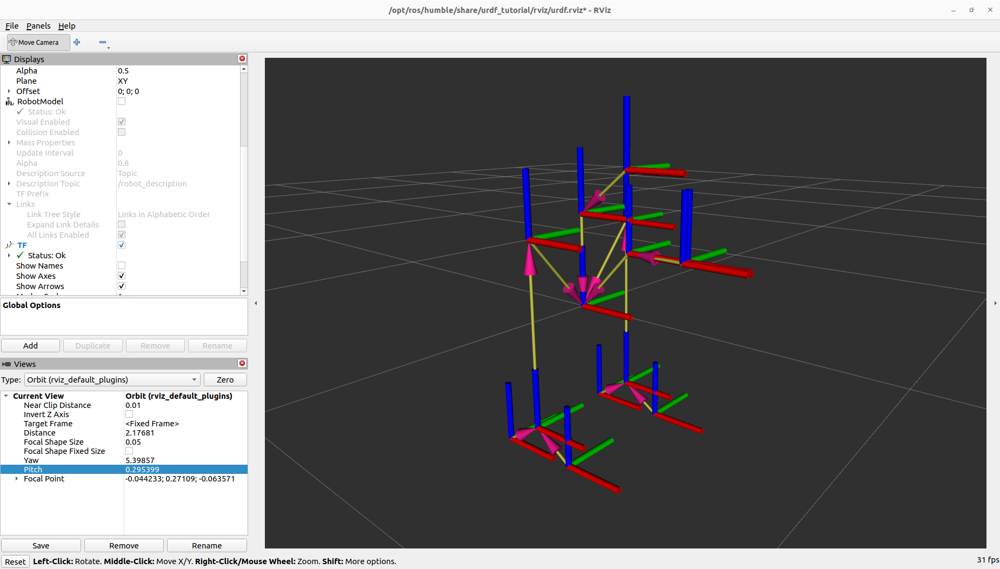 /opt/ros/humble/share/urdf_tutorial/rviz/urdf.rviz* - RViz
File Panels Help
Move Camera
Displays
Alpha 0.5
Plane XY
Offset 0; 0; 0
RobotModel
Status: Ok
Visual Enabled
Collision Enabled
Mass Properties
Update Interval 0
Alpha 0.8
Description Source Topic
Description Topic /robot_description
TF Prefix
Links
Link Tree Style Links in Alphabetic Order
Expand Link Details
All Links Enabled
TF
Status: Ok
Show Names
Show Axes
Show Arrows
Global Options
Add Duplicate Remove Rename
Views
Type: Orbit (rviz_default_plugins) Zero
Current View Orbit (rviz_default_plugins)
Near Clip Distance 0.01
Invert Z Axis
Target Frame <Fixed Frame>
Distance 2.17681
Focal Shape Size 0.05
Focal Shape Fixed Size
Yaw 5.39857
Pitch 0.295399
Focal Point -0.044233; 0.27109; -0.063571
Save Remove Rename
Reset Left-Click: Rotate. Middle-Click: Move X/Y. Right-Click/Mouse Wheel: Zoom. Shift: More options. 31 fps